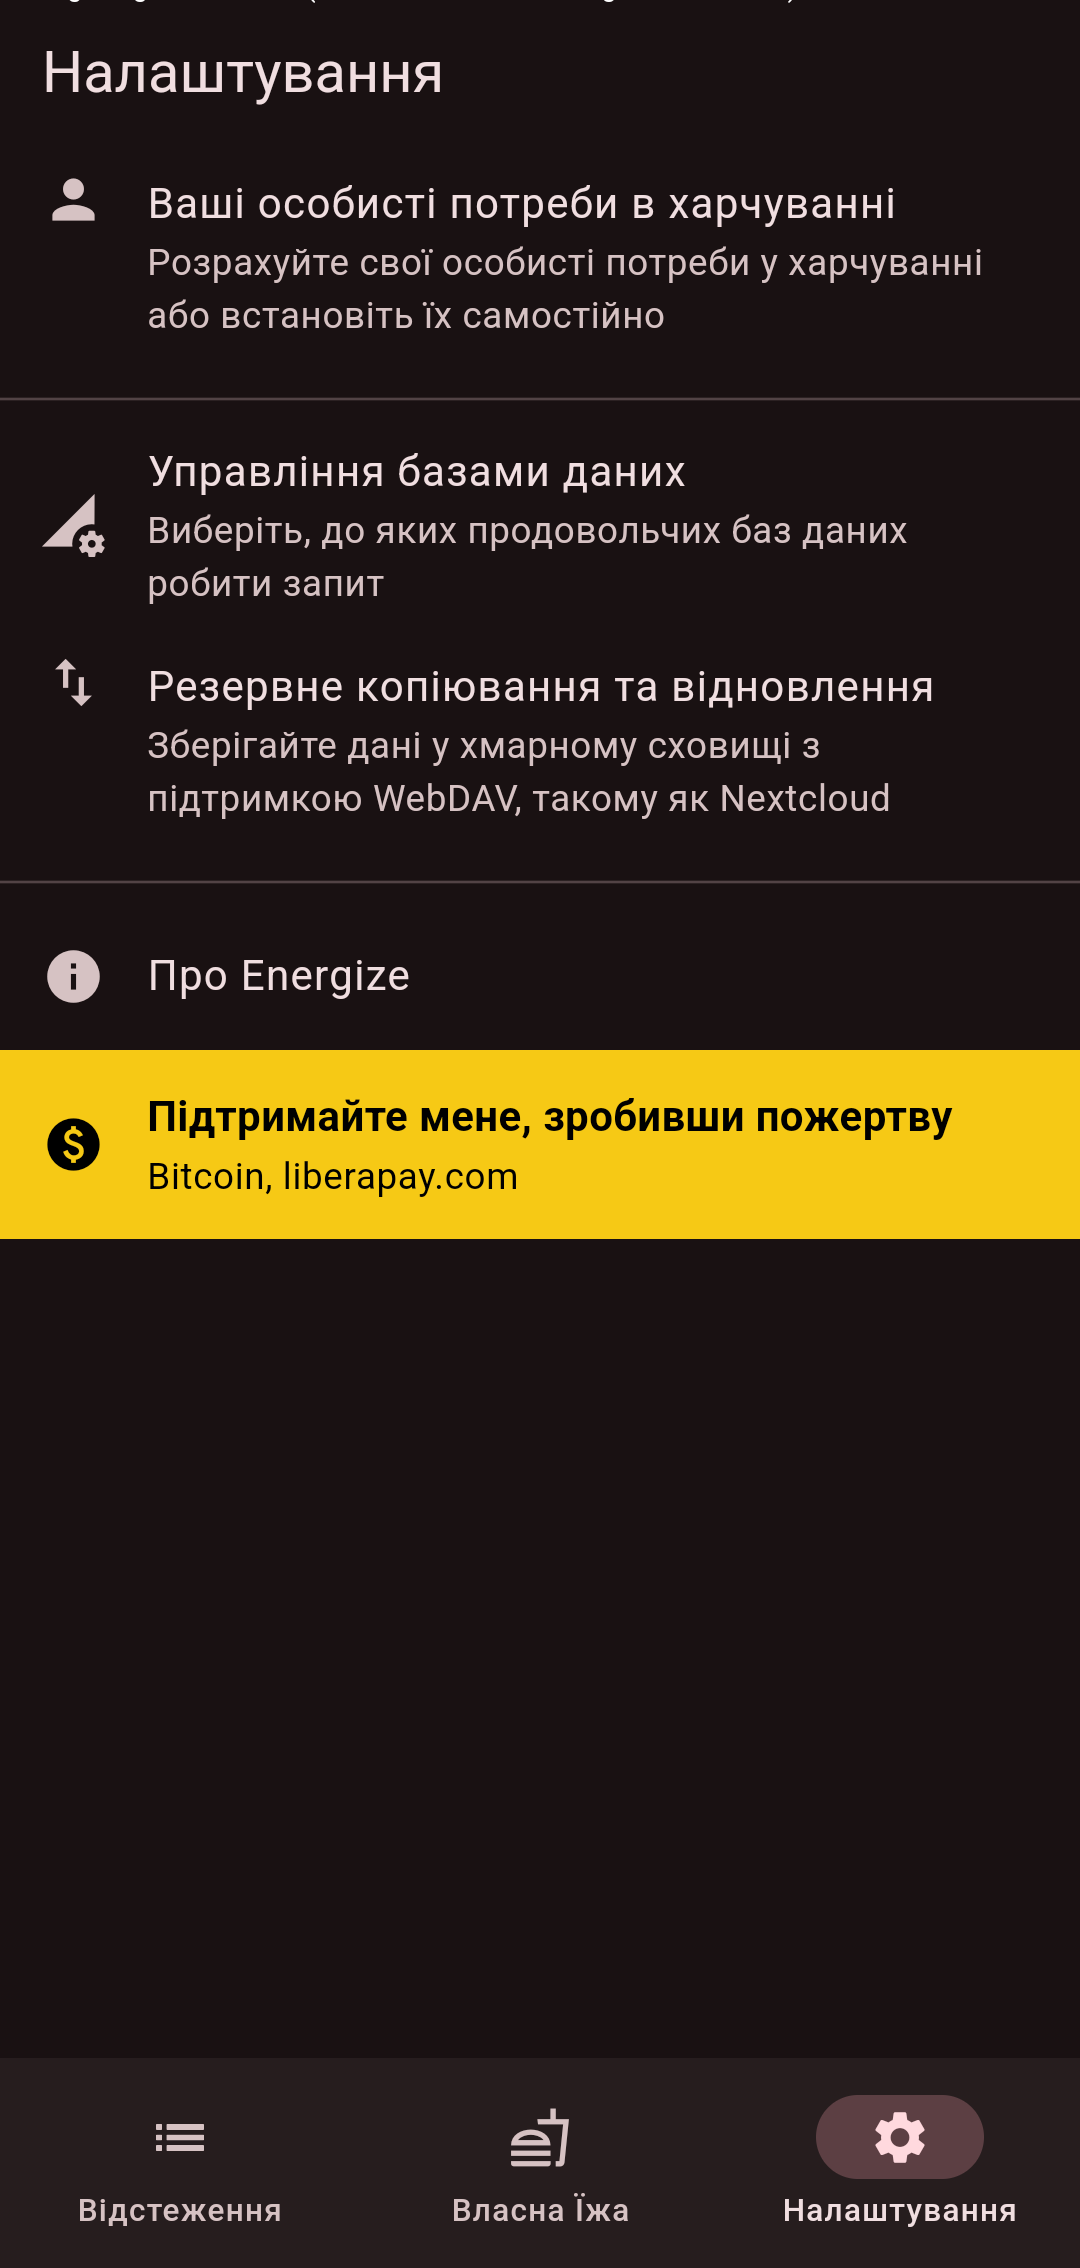 Налаштування
Ваші особисті потреби в харчуванні
Розрахуйте свої особисті потреби у харчуванні
або встановіть їх самостійно
Управління базами даних
Виберіть, до яких продовольчих баз даних
робити запит
Резервне копіювання та відновлення
Зберігайте дані у хмарному сховищі з
підтримкою WebDAV, такому як Nextcloud
Про Energize
Підтримайте мене, зробивши пожертву
Bitcoin, liberapay.com
Відстеження
Власна Їжа
Налаштування